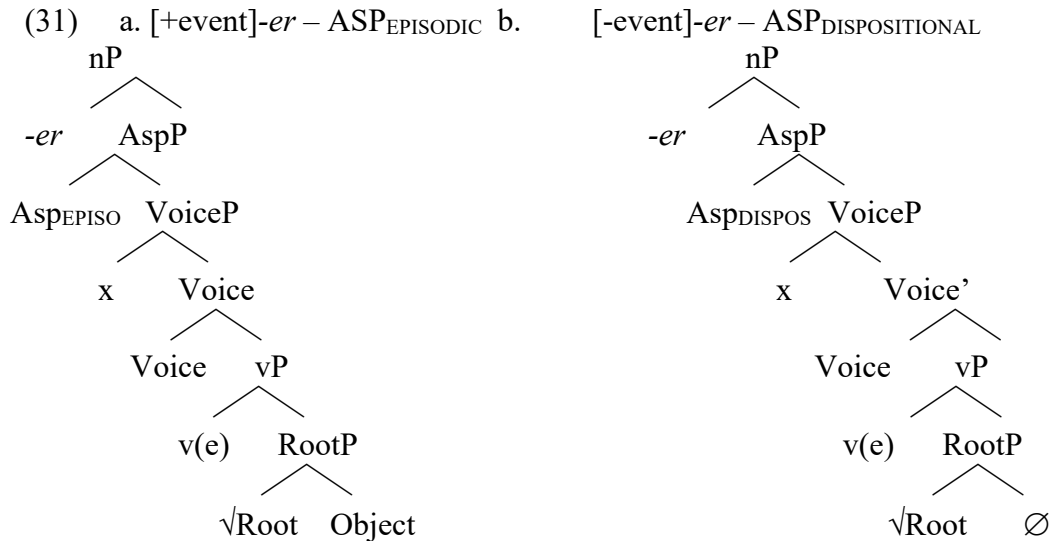 (31) a. [+event]-er – ASPEPISODIC b. [-event]-er – ASPDISPOSITIONAL
nP nP
-er AspP -er AspP
AspEPISO VoiceP AspDISPOS VoiceP
x Voice x Voice’
Voice vP Voice vP
v(e) RootP v(e) RootP
√Root Object √Root ∅